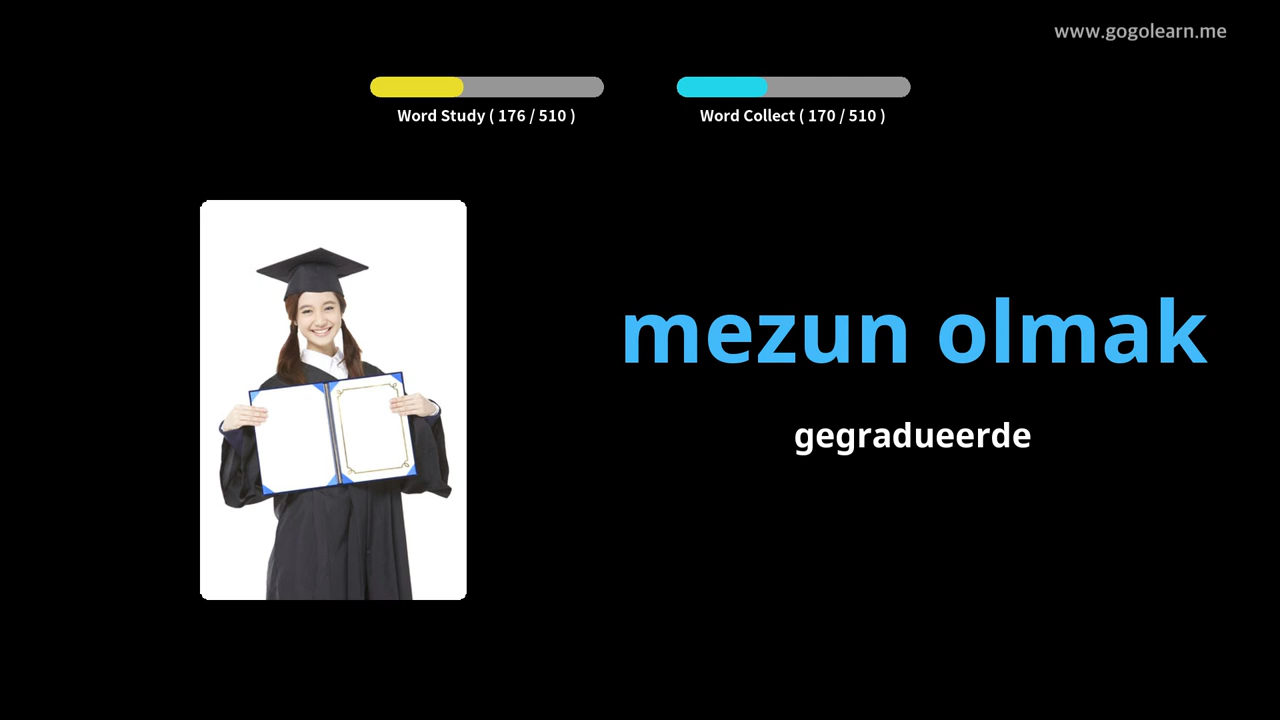 www.gogolearn.me
Word Study ( 176 / 510 )
Word Collect ( 170 / 510 )
mezun olmak
gegradueerde